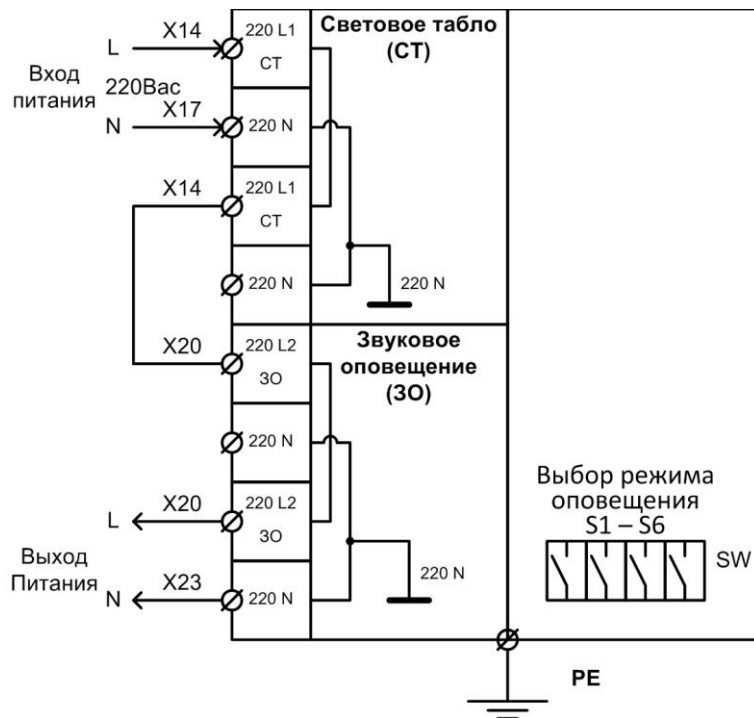 L
X14
220 L1
СТ
Световое табло
(СТ)
Вход
питания
220Вас
N
X17
220 N
X14
220 L1
СТ
220 N
220 N
X20
220 L2
ЗО
Звуковое
оповещение
(ЗО)
220 N
Выбор режима
оповещения
S1 – S6
SW
L
X20
220 L2
ЗО
Выход
Питания
N
X23
220 N
220 N
PE